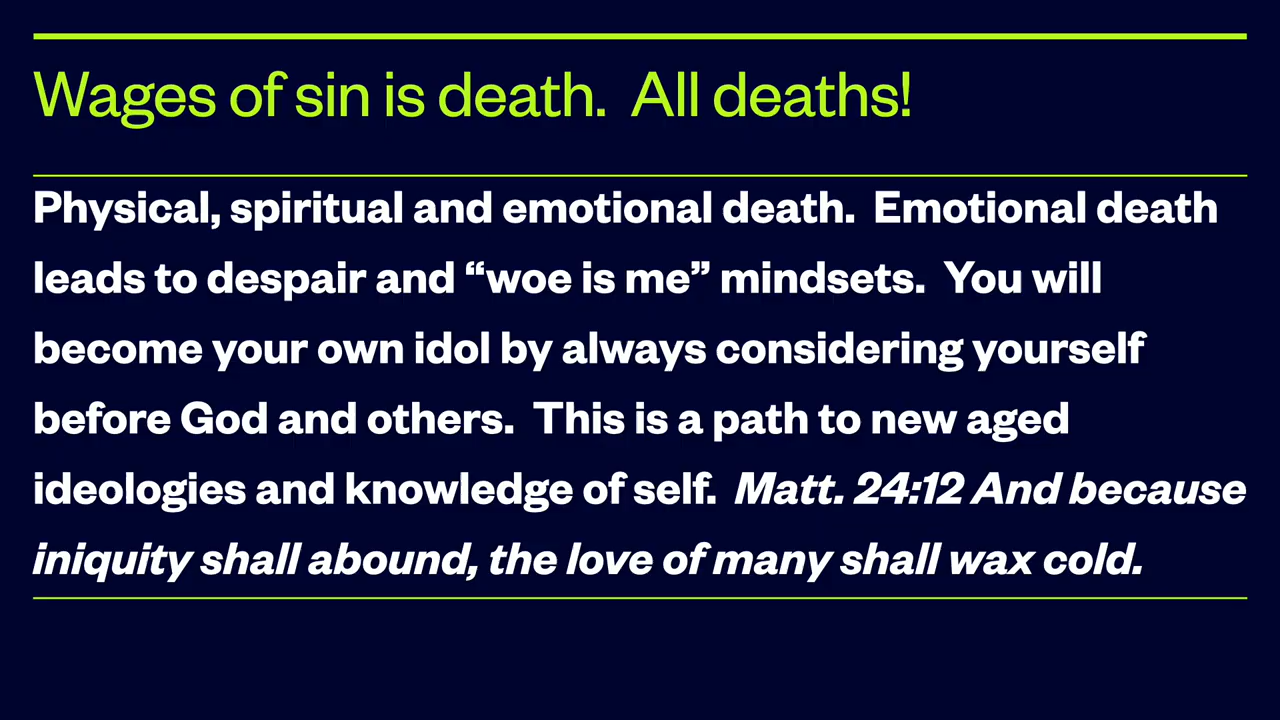 Wages of sin is death.  All deaths!
Physical, spiritual and emotional death.  Emotional death
leads to despair and “woe is me” mindsets.  You will
become your own idol by always considering yourself
before God and others.  This is a path to new aged
ideologies and knowledge of self.  Matt. 24:12 And because
iniquity shall abound, the love of many shall wax cold.